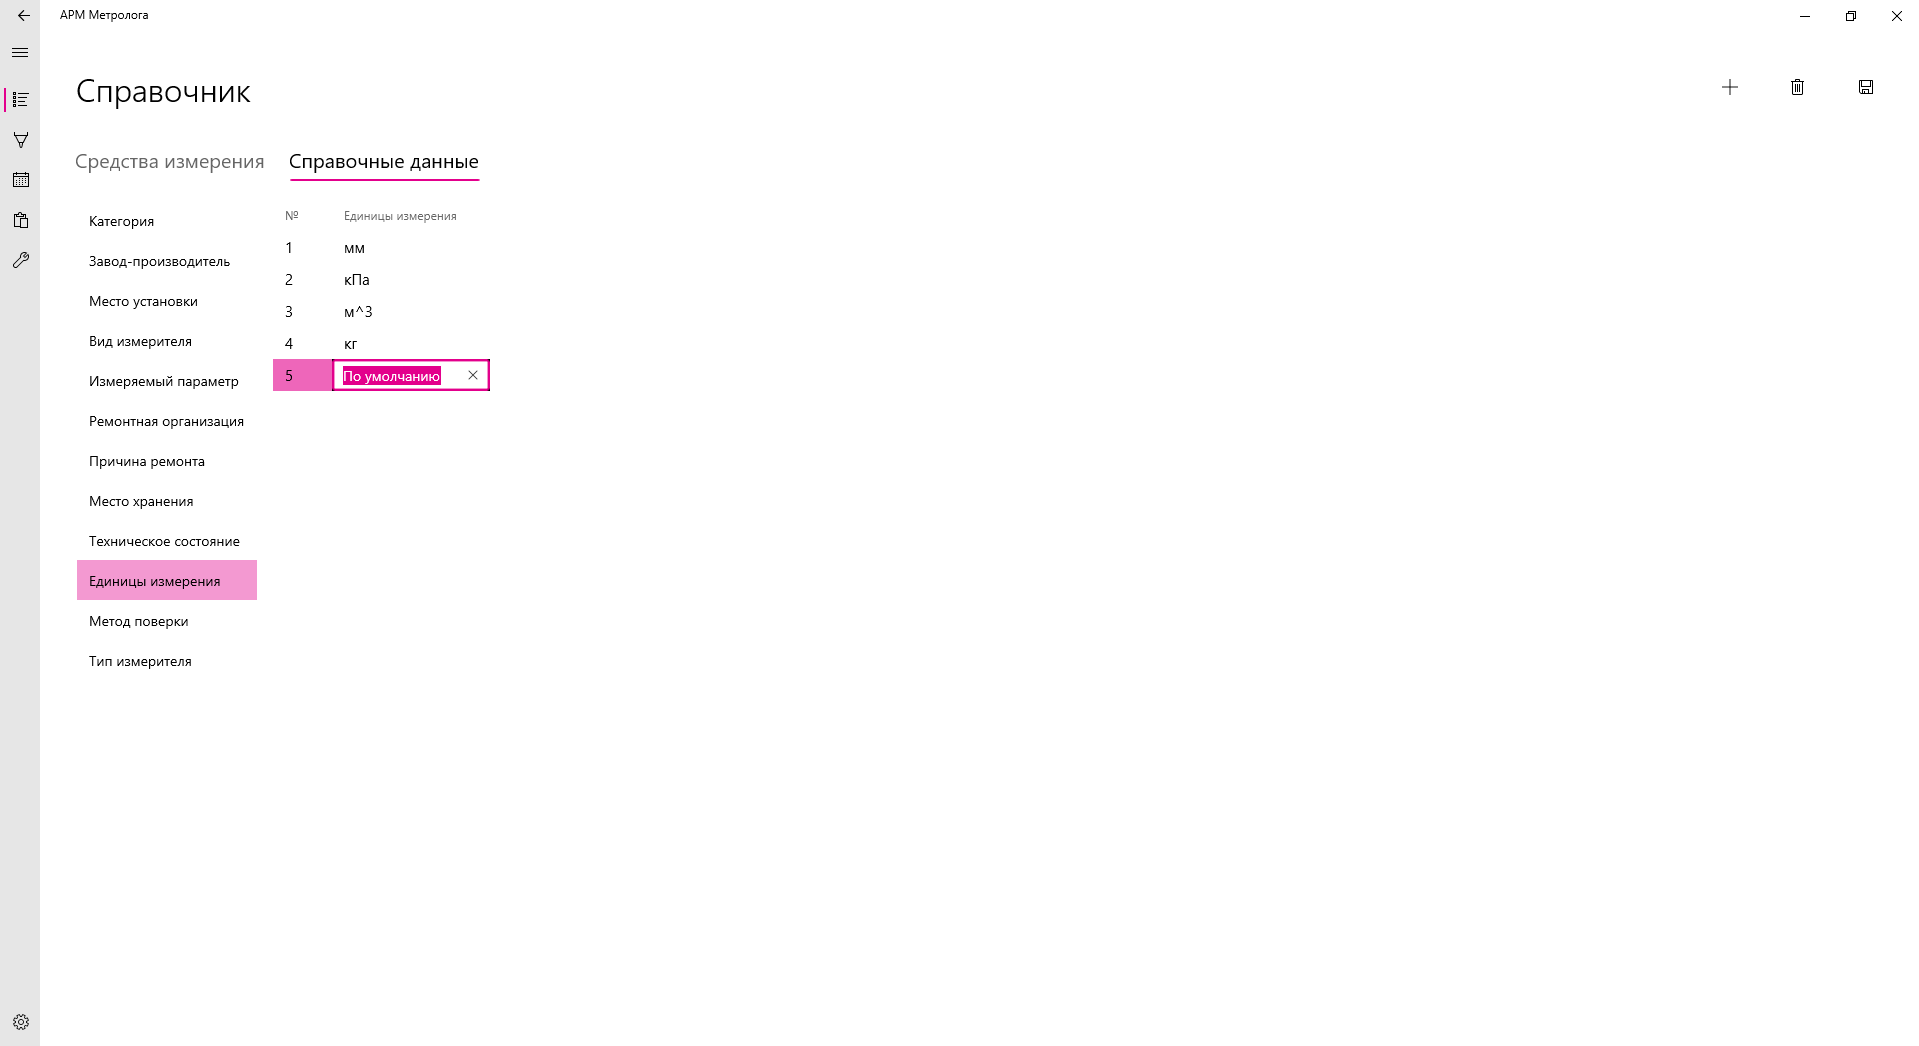 АРМ Метролога
Справочник
Средства измерения Справочные данные
Категория
Завод-производитель
Место установки
Вид измерителя
Измеряемый параметр
Ремонтная организация
Причина ремонта
Место хранения
Техническое состояние
Единицы измерения
Метод поверки
Тип измерителя
№ Единицы измерения
1 мм
2 кПа
3 м^3
4 кг
5 По умолчанию